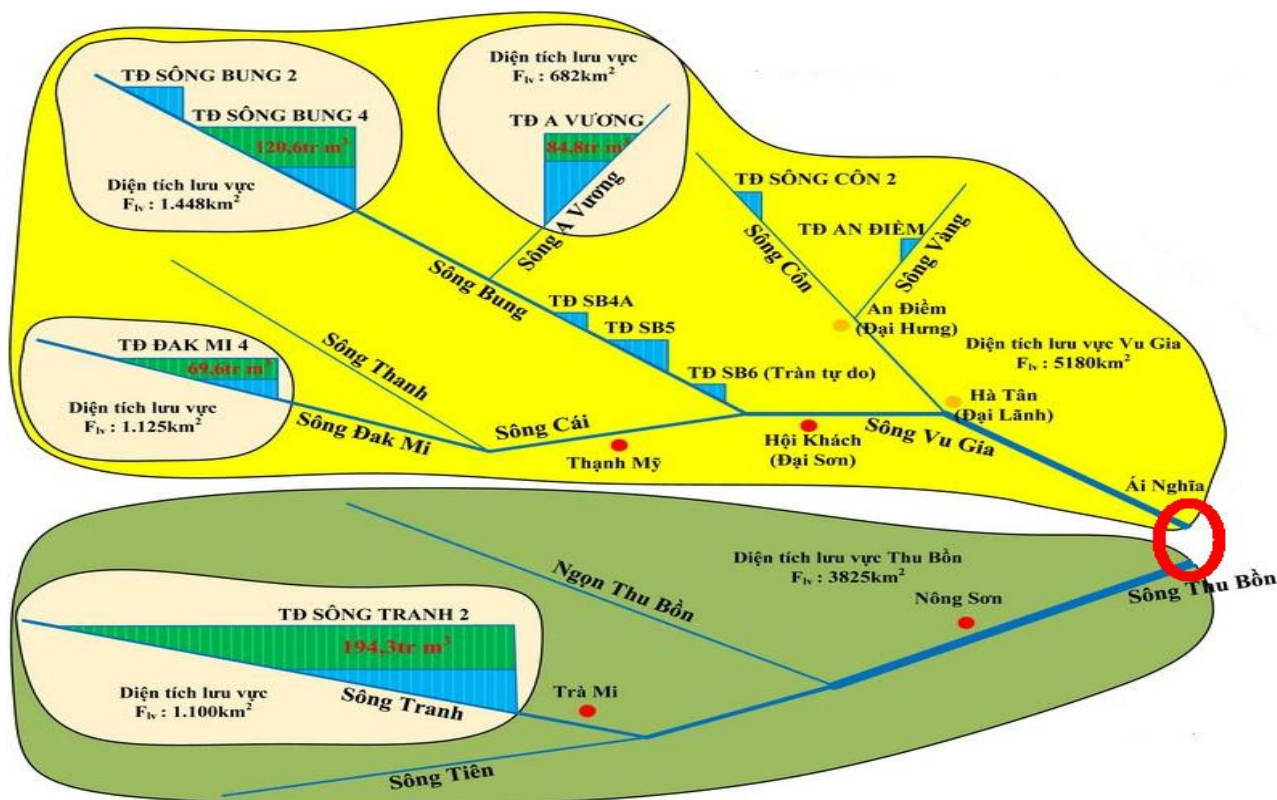 TĐ SÔNG BUNG 2
TĐ SÔNG BUNG 4
120,6tr m³
Diện tích lưu vực
Flv : 1.448km²
Diện tích lưu vực
Flv : 682km²
TĐ A VƯƠNG
84,8tr m³
Sông A Vương
TĐ SÔNG CÔN 2
TĐ AN ĐIỀM
Sông Côn
Sông Vàng
Sông Bung
An Điềm
(Đại Hưng)
TĐ SB4A
TĐ SB5
TĐ SB6 (Tràn tự do)
Diện tích lưu vực Vu Gia
Flv : 5180km²
Hà Tân
(Đại Lãnh)
TĐ ĐAK MI 4
69,6tr m³
Diện tích lưu vực
Flv : 1.125km²
Sông Thanh
Sông Đak Mi
Sông Cái
Thạnh Mỹ
Hội Khách
(Đại Sơn)
Sông Vu Gia
Ái Nghĩa
Ngọn Thu Bồn
Diện tích lưu vực Thu Bồn
Flv : 3825km²
Nông Sơn
Sông Thu Bồn
TĐ SÔNG TRANH 2
194,3tr m³
Diện tích lưu vực
Flv : 1.100km²
Sông Tranh
Trà Mi
Sông Tiên